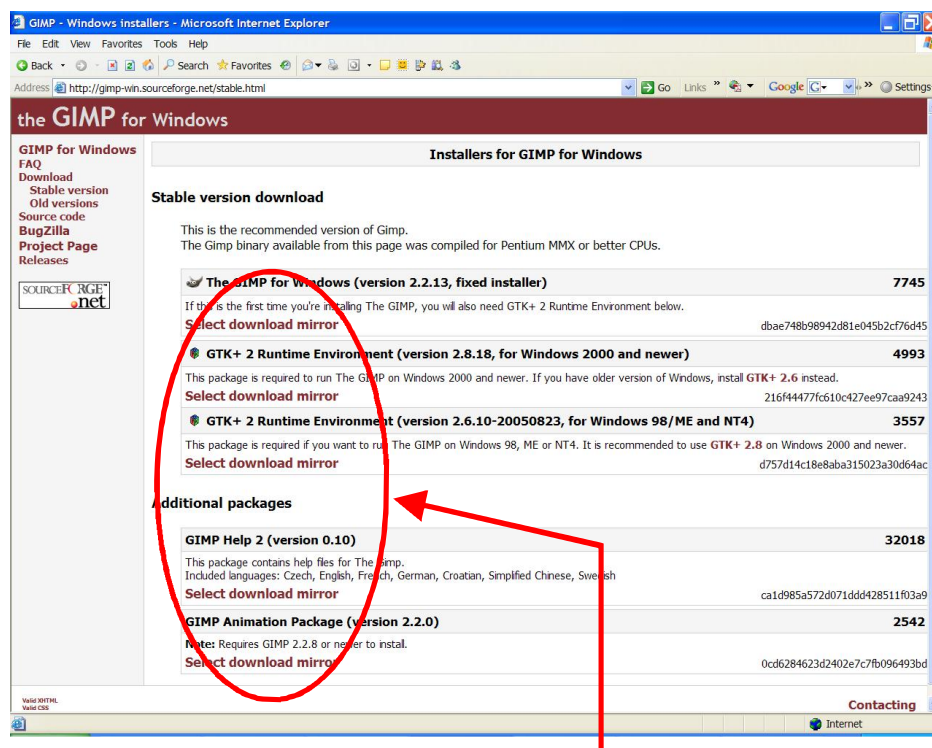 GIMP - Windows installers - Microsoft Internet Explorer
File Edit View Favorites Tools Help
Back Search Favorites
Address http://gimp-win.sourceforge.net/stable.html Go Links » Google G » Settings
the GIMP for Windows
GIMP for Windows
FAQ
Download
Stable version
Old versions
Source code
BugZilla
Project Page
Releases
SOURCEFORGE
.net
Installers for GIMP for Windows
Stable version download
This is the recommended version of Gimp.
The Gimp binary available from this page was compiled for Pentium MMX or better CPUs.
The GIMP for Windows (version 2.2.13, fixed installer) 7745
If this is the first time you're installing The GIMP, you will also need GTK+ 2 Runtime Environment below.
Select download mirror dbae748b98942d81e045b2cf76d45
GTK+ 2 Runtime Environment (version 2.8.18, for Windows 2000 and newer) 4993
This package is required to run The GIMP on Windows 2000 and newer. If you have older version of Windows, install GTK+ 2.6 instead.
Select download mirror 216f44477fc610c427ee97caa9243
GTK+ 2 Runtime Environment (version 2.6.10-20050823, for Windows 98/ME and NT4) 3557
This package is required if you want to run The GIMP on Windows 98, ME or NT4. It is recommended to use GTK+ 2.8 on Windows 2000 and newer.
Select download mirror d757d14c18e8aba315023a30d64ac
Additional packages
GIMP Help 2 (version 0.10) 32018
This package contains help files for The Gimp.
Included languages: Czech, English, French, German, Croatian, Simplified Chinese, Swedish
Select download mirror ca1d985a572d071ddd428511f03a9
GIMP Animation Package (version 2.2.0) 2542
Note: Requires GIMP 2.2.8 or newer to install.
Select download mirror 0cd6284623d2402e7c7fb096493bd
Valid XHTML
Valid CSS
Contacting
Internet